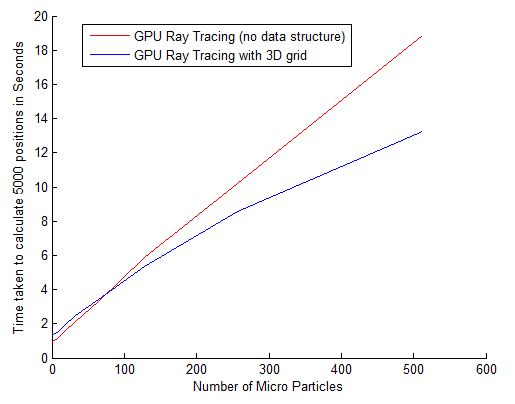 20
18
16
14
12
10
8
6
4
2
0
Time taken to calculate 5000 positions in Seconds
GPU Ray Tracing (no data structure)
GPU Ray Tracing with 3D grid
0 100 200 300 400 500 600
Number of Micro Particles